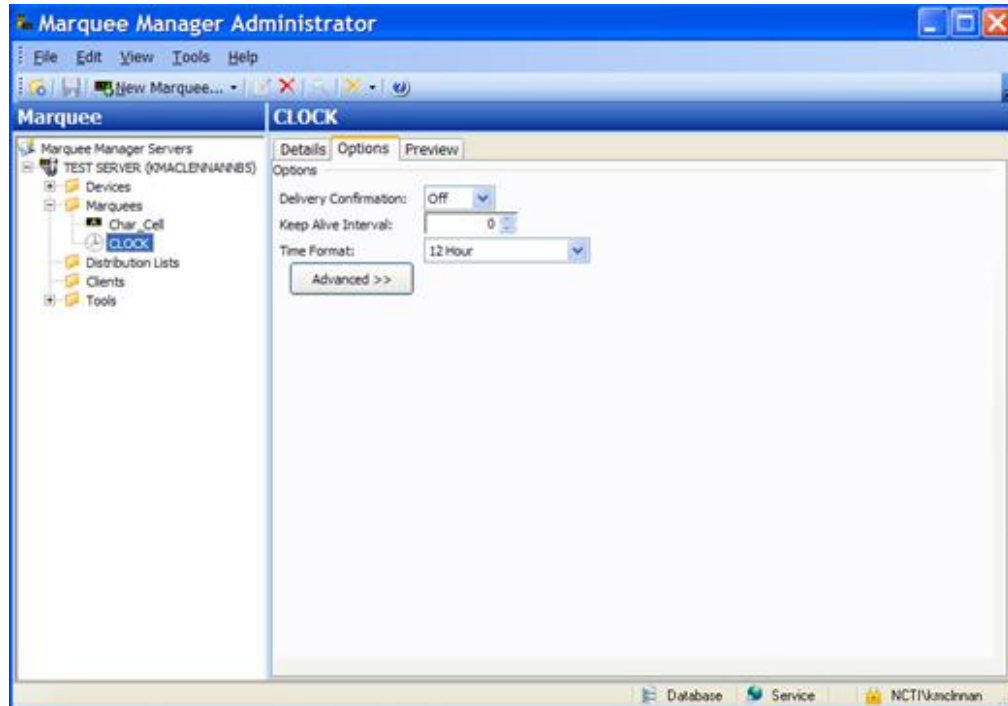 Marquee Manager Administrator
File Edit View Tools Help
New Marquee...
Marquee
CLOCK
Marquee Manager Servers
TEST SERVER (KMACLENNANNB5)
Devices
Marquees
Char_Cell
CLOCK
Distribution Lists
Clients
Tools
Details Options Preview
Options
Delivery Confirmation: Off
Keep Alive Interval: 0
Time Format: 12 Hour
Advanced >>
Database Service